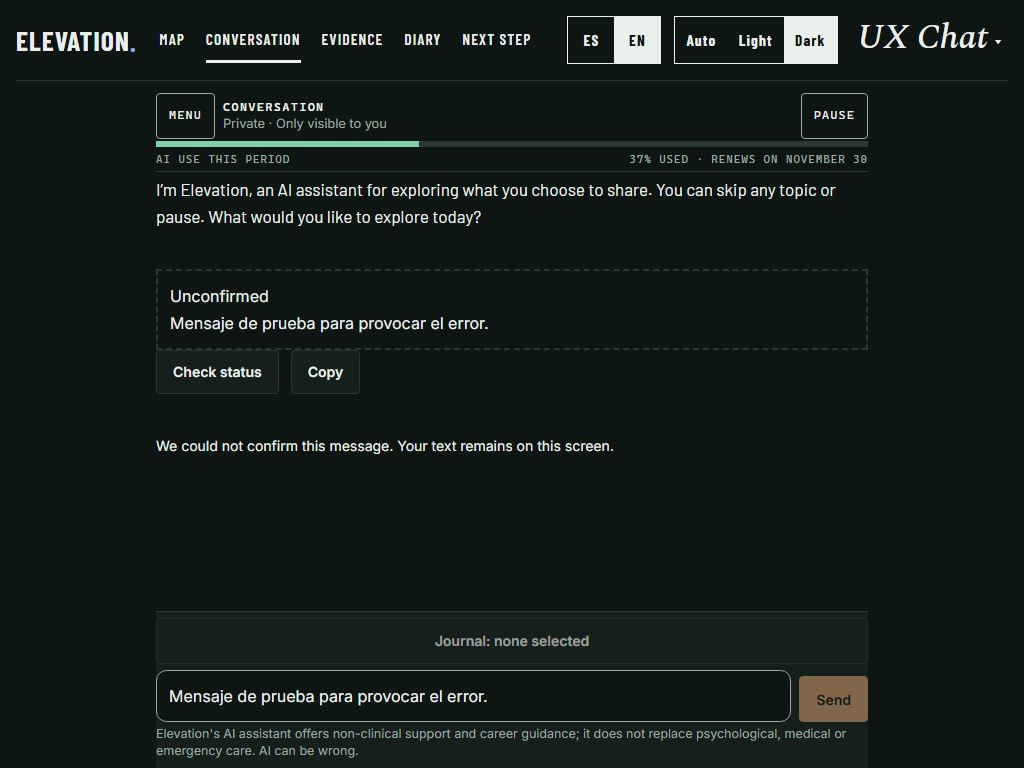 ELEVATION.
MAP
CONVERSATION
EVIDENCE
DIARY
NEXT STEP
ES
EN
Auto
Light
Dark
UX Chat
MENU
CONVERSATION
Private · Only visible to you
PAUSE
AI USE THIS PERIOD
37% USED · RENEWS ON NOVEMBER 30
I’m Elevation, an AI assistant for exploring what you choose to share. You can skip any topic or
pause. What would you like to explore today?
Unconfirmed
Mensaje de prueba para provocar el error.
Check status
Copy
We could not confirm this message. Your text remains on this screen.
Journal: none selected
Mensaje de prueba para provocar el error.
Send
Elevation's AI assistant offers non-clinical support and career guidance; it does not replace psychological, medical or
emergency care. AI can be wrong.